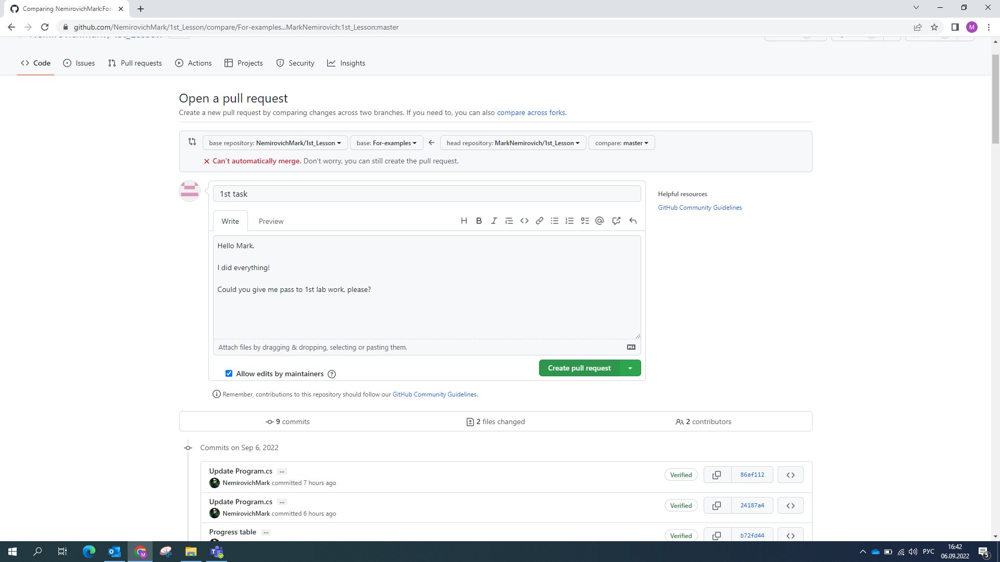 Comparing NemirovichMark:For-
github.com/NemirovichMark/1st_Lesson/compare/For-examples...MarkNemirovich:1st_Lesson:master
M
Code
Issues
Pull requests
Actions
Projects
Security
Insights
Open a pull request
Create a new pull request by comparing changes across two branches. If you need to, you can also compare across forks.
base repository: NemirovichMark/1st_Lesson
base: For-examples
head repository: MarkNemirovich/1st_Lesson
compare: master
Can’t automatically merge. Don’t worry, you can still create the pull request.
1st task
Helpful resources
GitHub Community Guidelines
Write
Preview
Hello Mark.
I did everything!
Could you give me pass to 1st lab work, please?
Attach files by dragging & dropping, selecting or pasting them.
Allow edits by maintainers
Create pull request
Remember, contributions to this repository should follow our GitHub Community Guidelines.
9 commits
2 files changed
2 contributors
Commits on Sep 6, 2022
Update Program.cs ...
Verified
86af112
NemirovichMark committed 7 hours ago
Update Program.cs ...
Verified
24187a4
NemirovichMark committed 6 hours ago
Progress table ...
Verified
b72fd44
РУС
16:42
06.09.2022
5